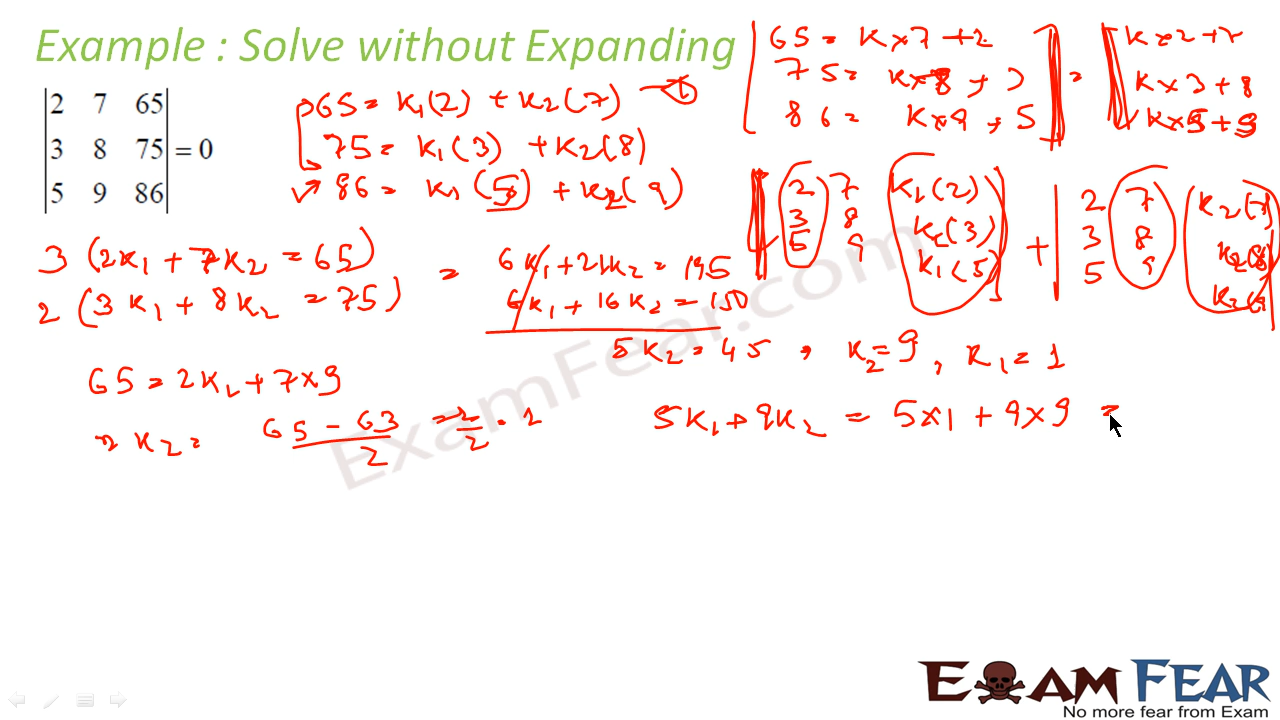 Example : Solve without Expanding
2 7 65
3 8 75 = 0
5 9 86
65 = K₁(2) + K₂(7) — ①
75 = K₁(3) + K₂(8)
86 = K₁(5) + K₂(9)
65 = K×7 + 2
75 = K×8 +
86 = K×9 + 5
=
K×2 + 7
K×3 + 8
K×5 + 9
2 7 K₁(2)
3 8 K₁(3)
5 9 K₁(5)
+
2 7 K₂(7)
3 8 K₂(8)
5 9 K₂(9
3 (2K₁ + 7K₂ = 65)
2 (3K₁ + 8K₂ = 75)
=
6K₁ + 21K₂ = 195
6K₁ + 16K₂ = 150
5K₂ = 45 , K₂ = 9 , K₁ = 1
65 = 2K₁ + 7×9
K₂ = 65 - 63 / 2 = 2/2 = 1
5K₁ + 9K₂ = 5×1 + 9×9 =
ExamFear.com
EXAM FEAR
No more fear from Exam